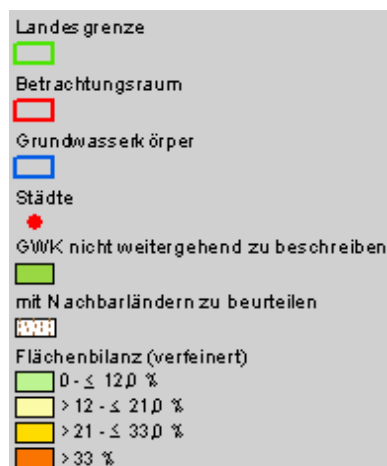 Landesgrenze
Betrachtungsraum
Grundwasserkörper
Städte
GWK nicht weitergehend zu beschreiben
mit Nachbarländern zu beurteilen
Flächenbilanz (verfeinert)
0 - ≤ 12,0 %
> 12 - ≤ 21,0 %
> 21 - ≤ 33,0 %
> 33 %